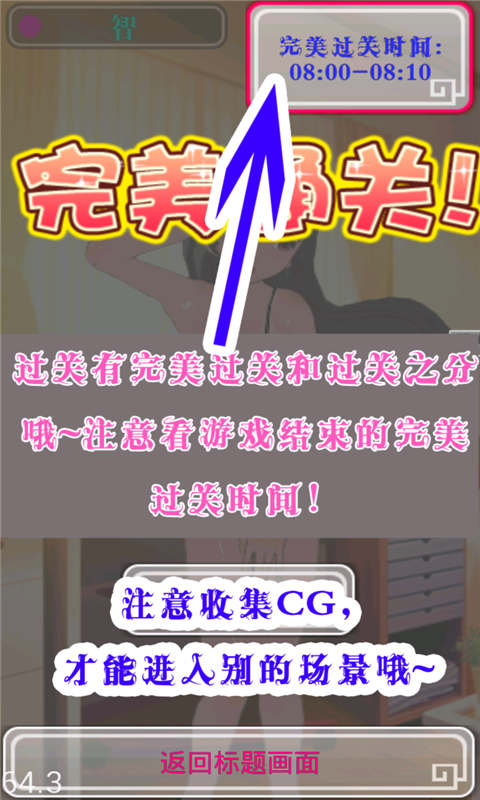 完美过关时间:
08:00-08:10
完美通关!
过关有完美过关和过关之分
哦~注意看游戏结束的完美
过关时间!
注意收集CG,
才能进入别的场景哦~
返回标题画面
64.3